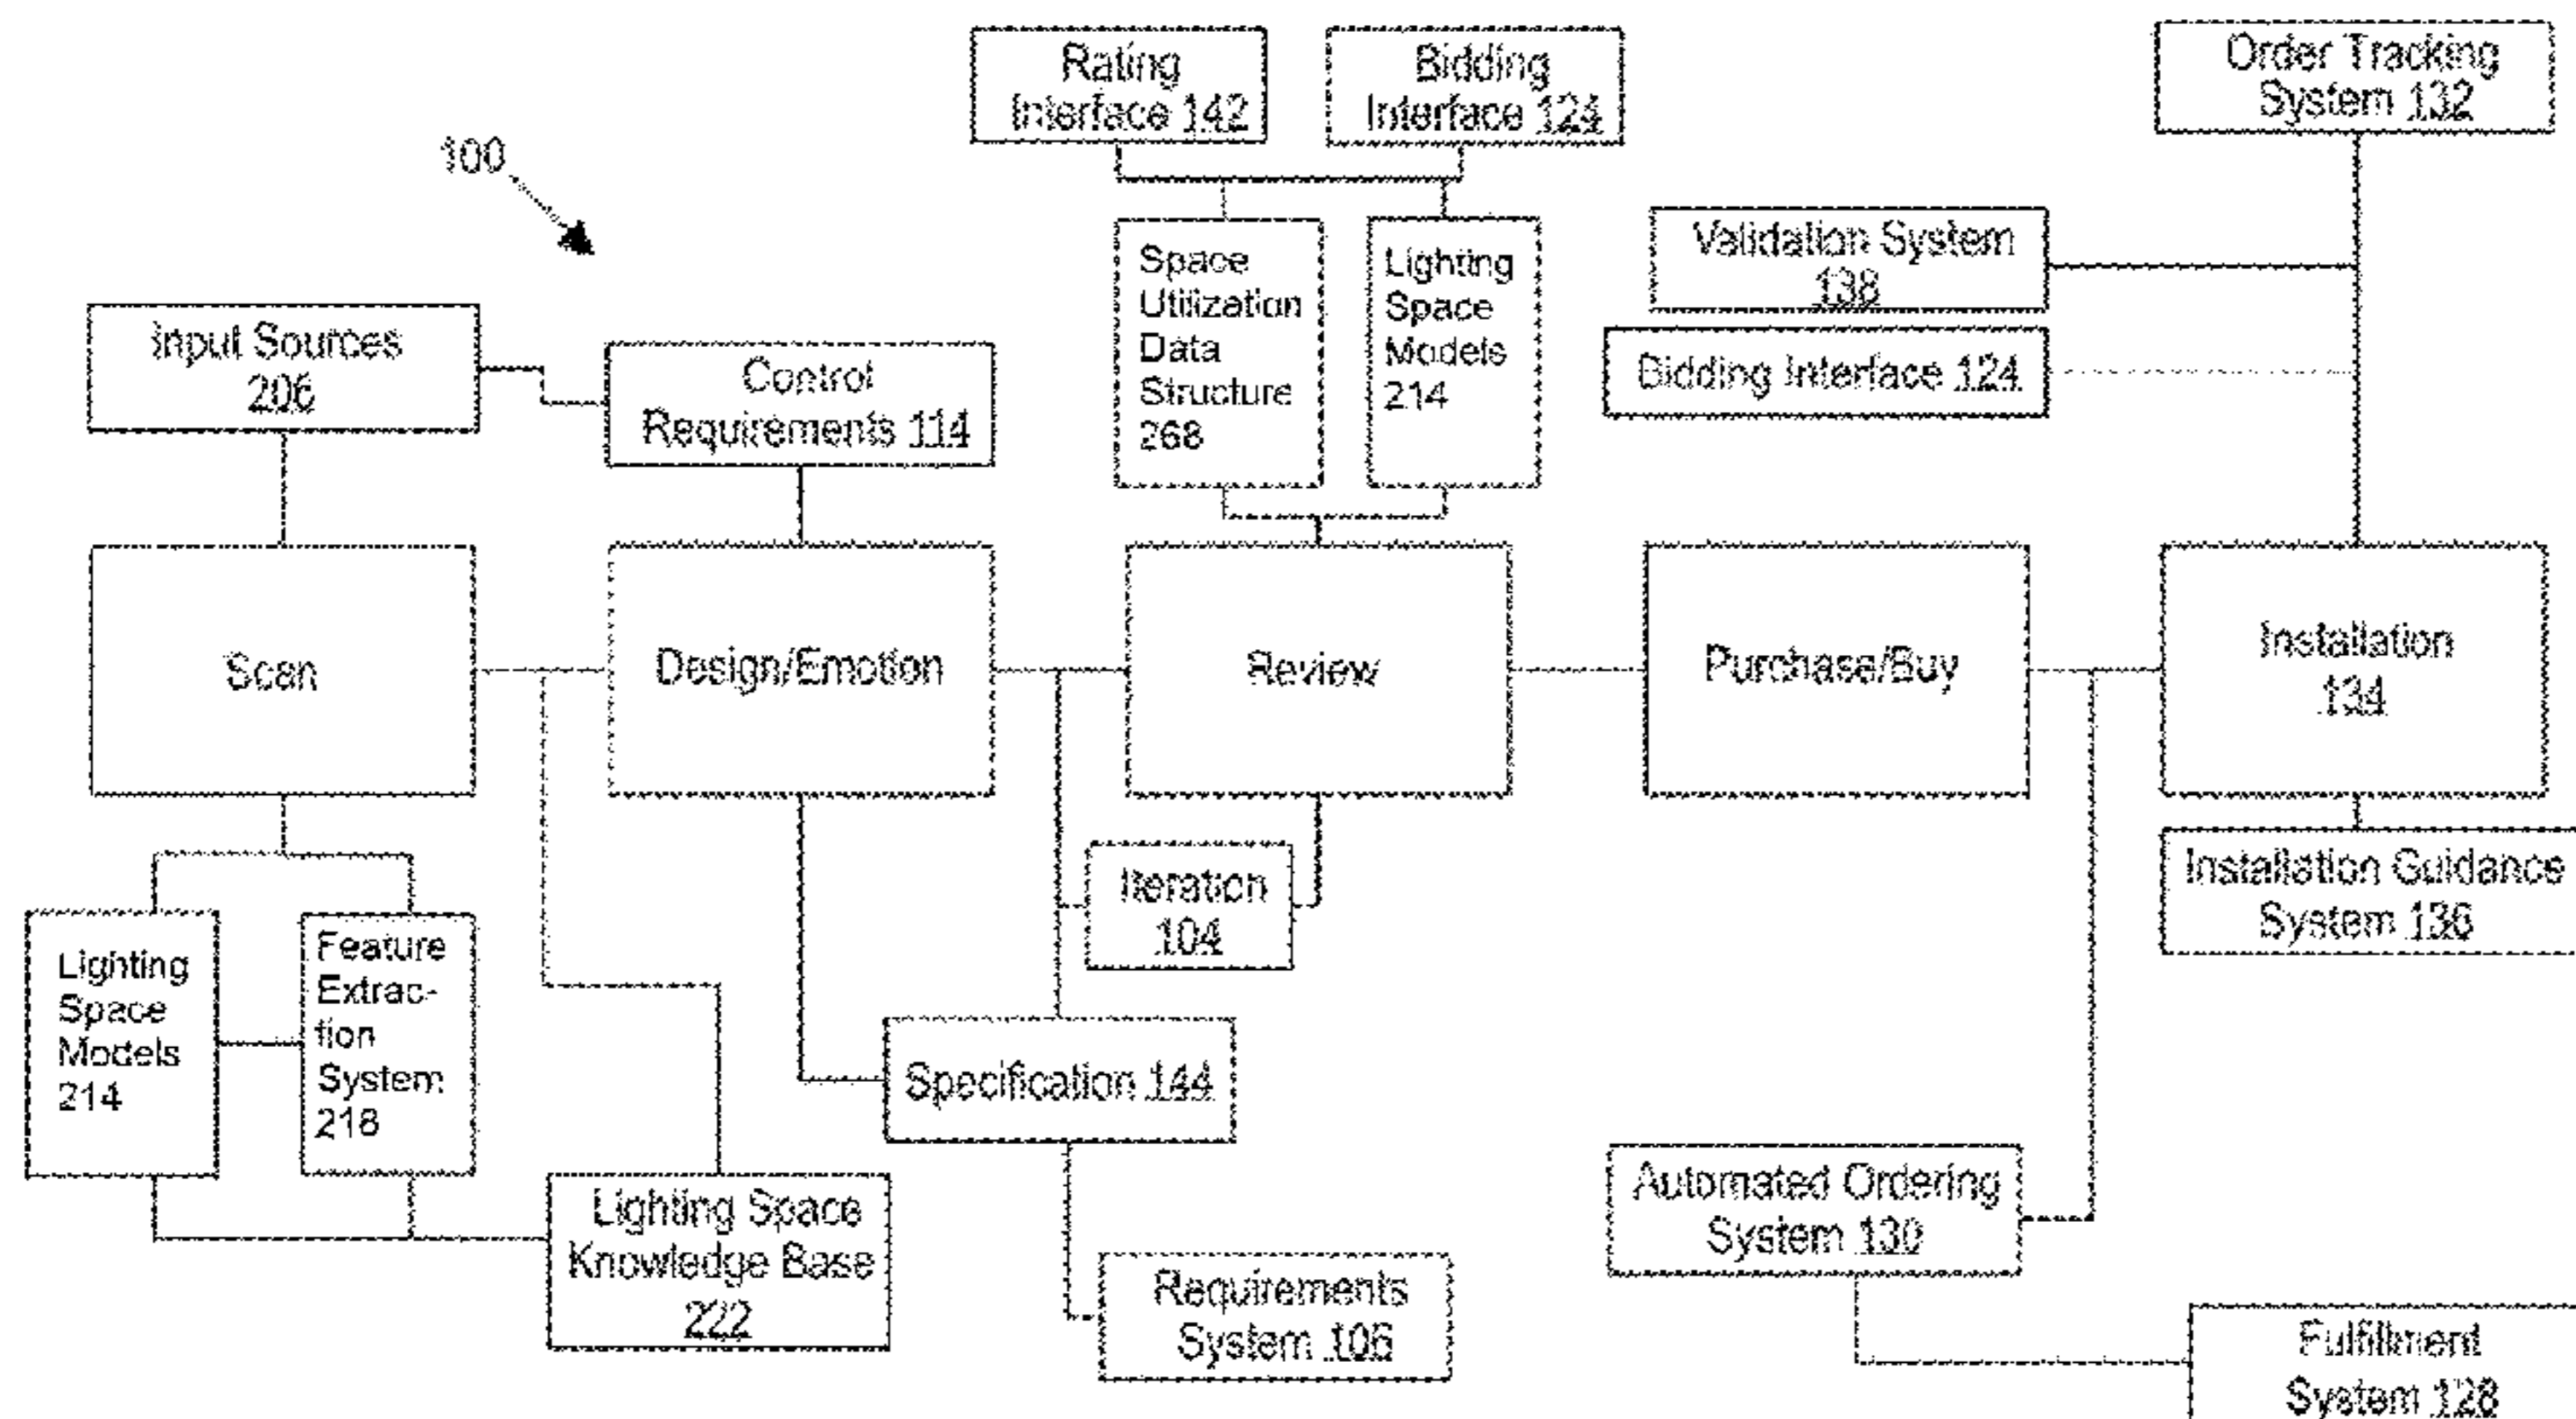 Rating
Interface 142
Bidding
Interface 124
Order Tracking
System 132
100
Validation System
138
Space
Utilization
Data
Structure
268
Lighting
Space
Models
214
Input Sources
206
Control
Requirements 114
Bidding Interface 124
Scan
Design/Emotion
Review
Purchase/Buy
Installation
134
Iteration
104
Installation Guidance
System 136
Lighting
Space
Models
214
Feature
Extrac-
tion
System
218
Specification 144
Lighting Space
Knowledge Base
222
Automated Ordering
System 130
Requirements
System 106
Fulfillment
System 128